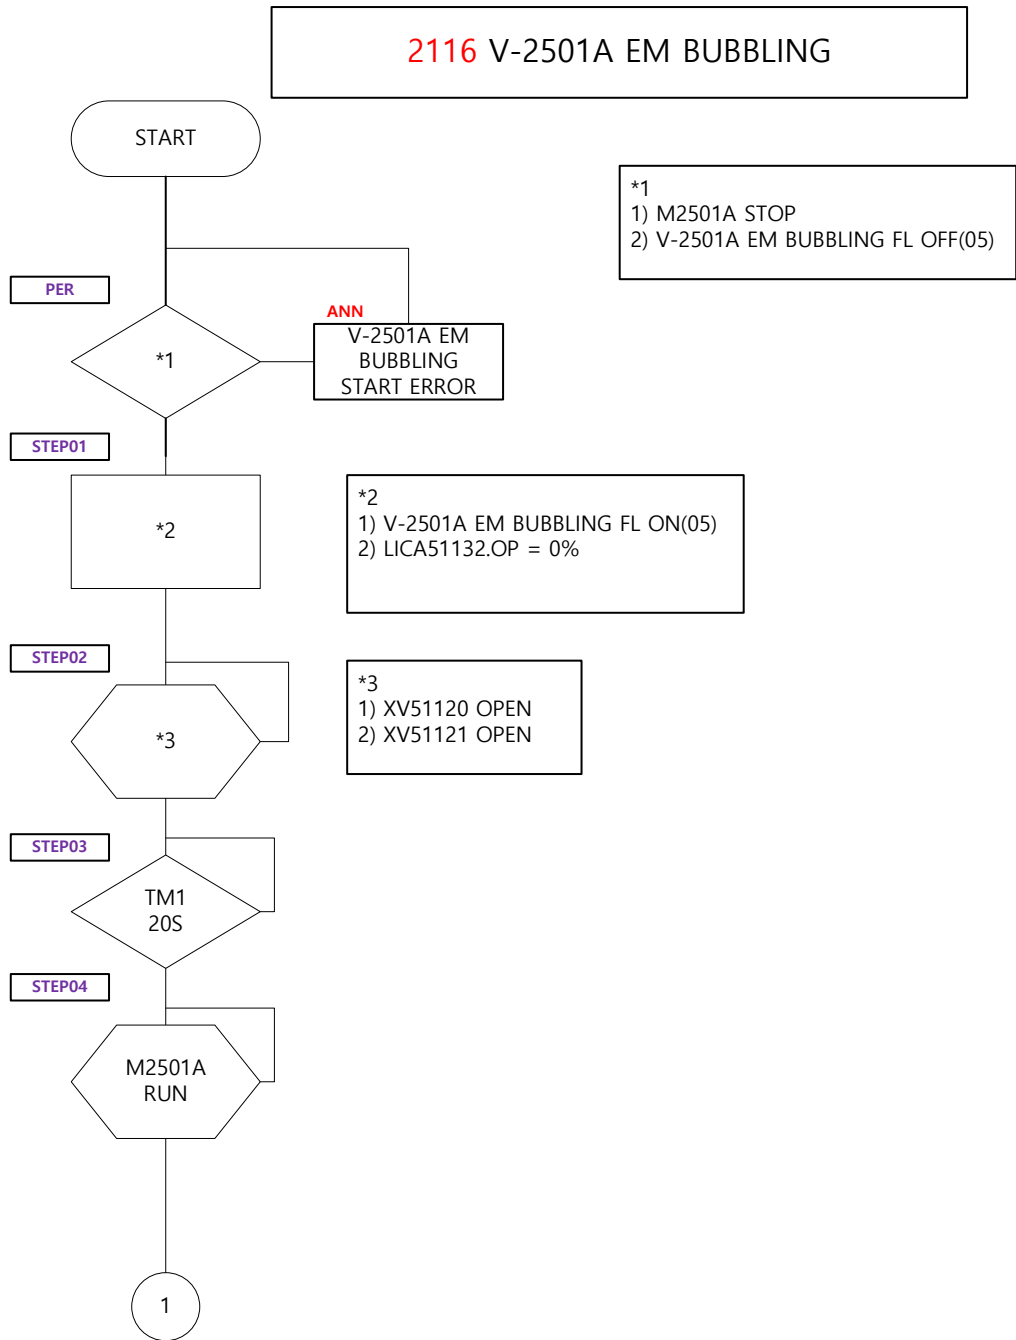 2116 V-2501A EM BUBBLING
START
*1
1) M2501A STOP
2) V-2501A EM BUBBLING FL OFF(05)
PER
ANN
*1
V-2501A EM
BUBBLING
START ERROR
STEP01
*2
*2
1) V-2501A EM BUBBLING FL ON(05)
2) LICA51132.OP = 0%
STEP02
*3
*3
1) XV51120 OPEN
2) XV51121 OPEN
STEP03
TM1
20S
STEP04
M2501A
RUN
1